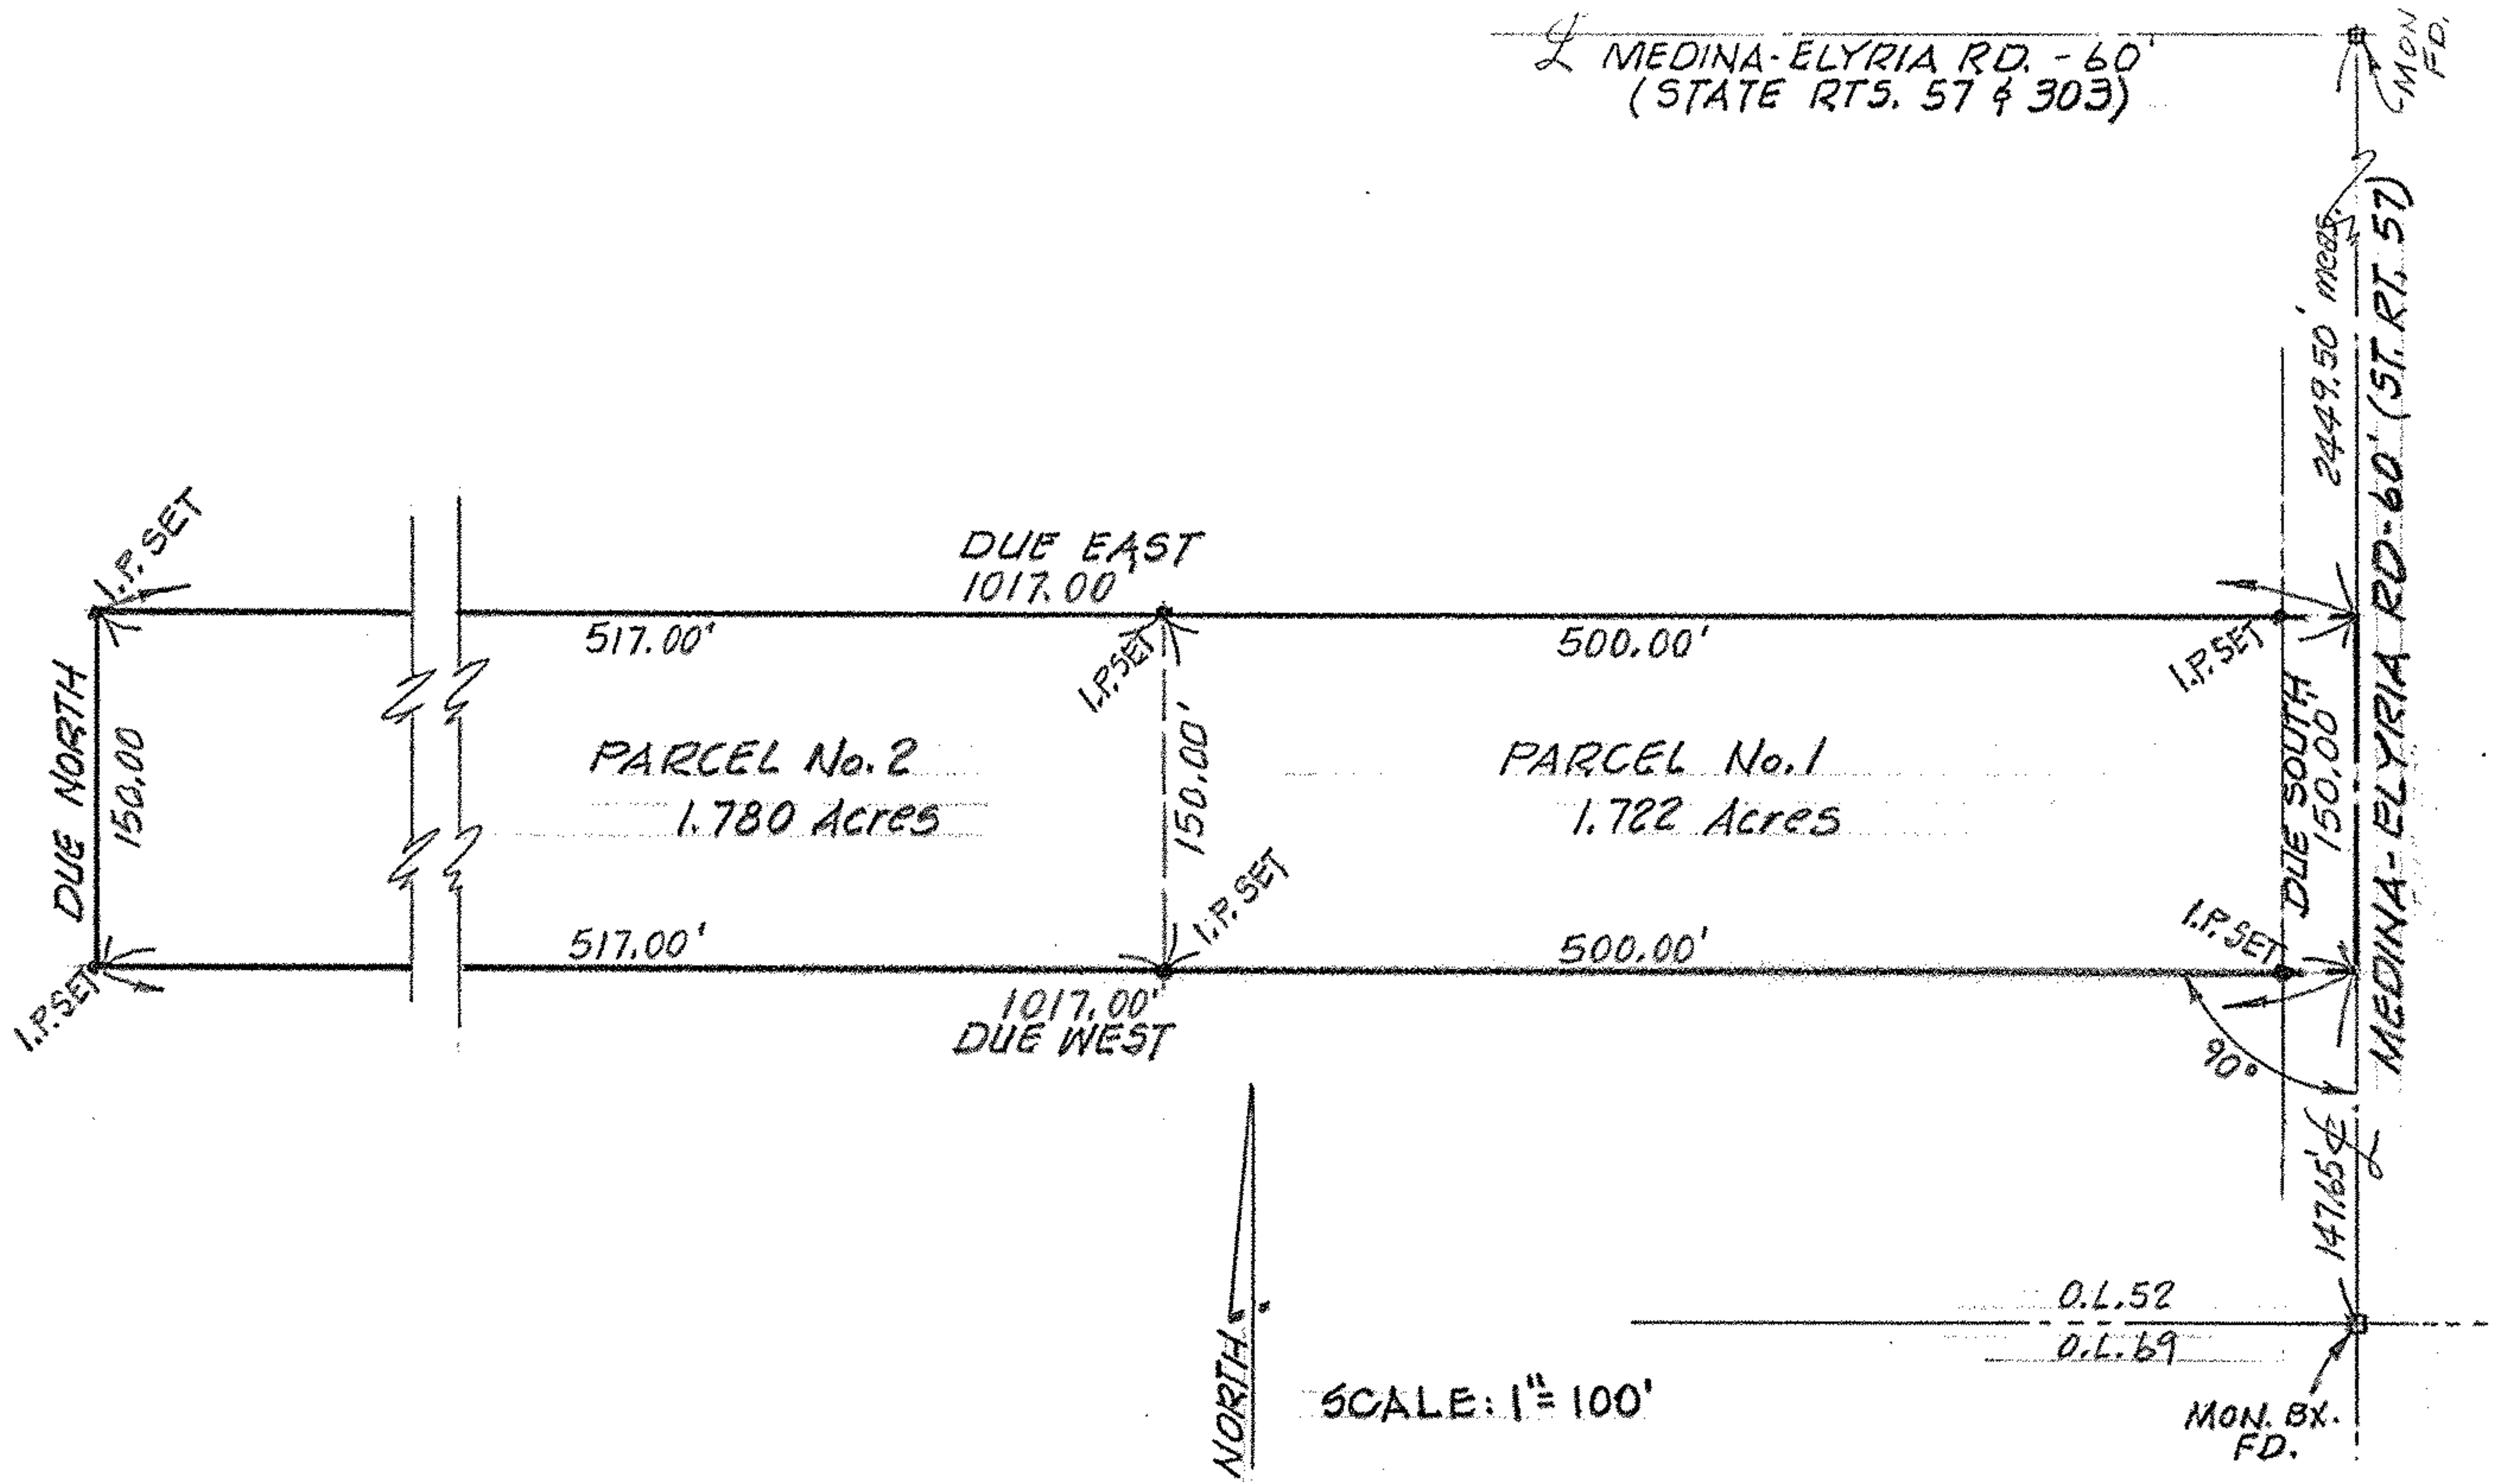 ℄ MEDINA-ELYRIA RD. - 60'
(STATE RTS. 57 & 303)
MON
FD.
2449.50' meas.
MEDINA-ELYRIA RD-60' (ST. RT. 57)
I.P. SET
DUE EAST
1017.00'
517.00'
500.00'
I.P. SET
I.P. SET
DUE NORTH
150.00
PARCEL No. 2
1.780 Acres
150.00'
PARCEL No. 1
1.722 Acres
DUE SOUTH
150.00'
I.P. SET
517.00'
I.P. SET
500.00'
I.P. SET
1017.00'
DUE WEST
90°
147.65'
℄
O.L. 52
O.L. 69
NORTH
SCALE: 1"= 100'
MON. BX.
FD.